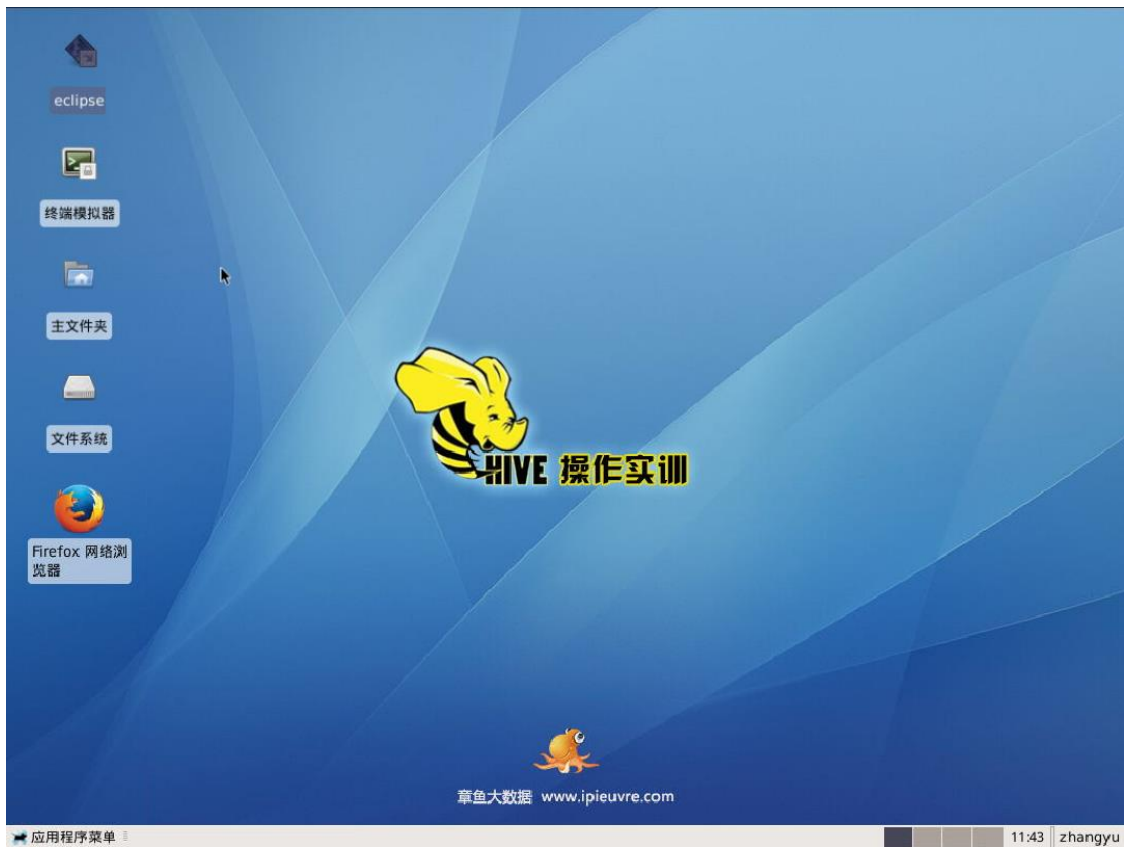 eclipse
终端模拟器
主文件夹
文件系统
Firefox 网络浏
览器
HIVE 操作实训
章鱼大数据 www.ipieuvre.com
应用程序菜单
11:43 zhangyu